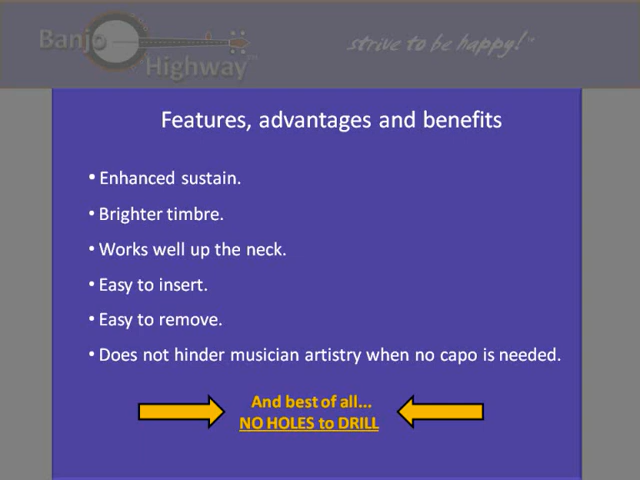 Banjo
Highway
strive to be happy!™
Features, advantages and benefits
• Enhanced sustain.
• Brighter timbre.
• Works well up the neck.
• Easy to insert.
• Easy to remove.
• Does not hinder musician artistry when no capo is needed.
And best of all...
NO HOLES to DRILL